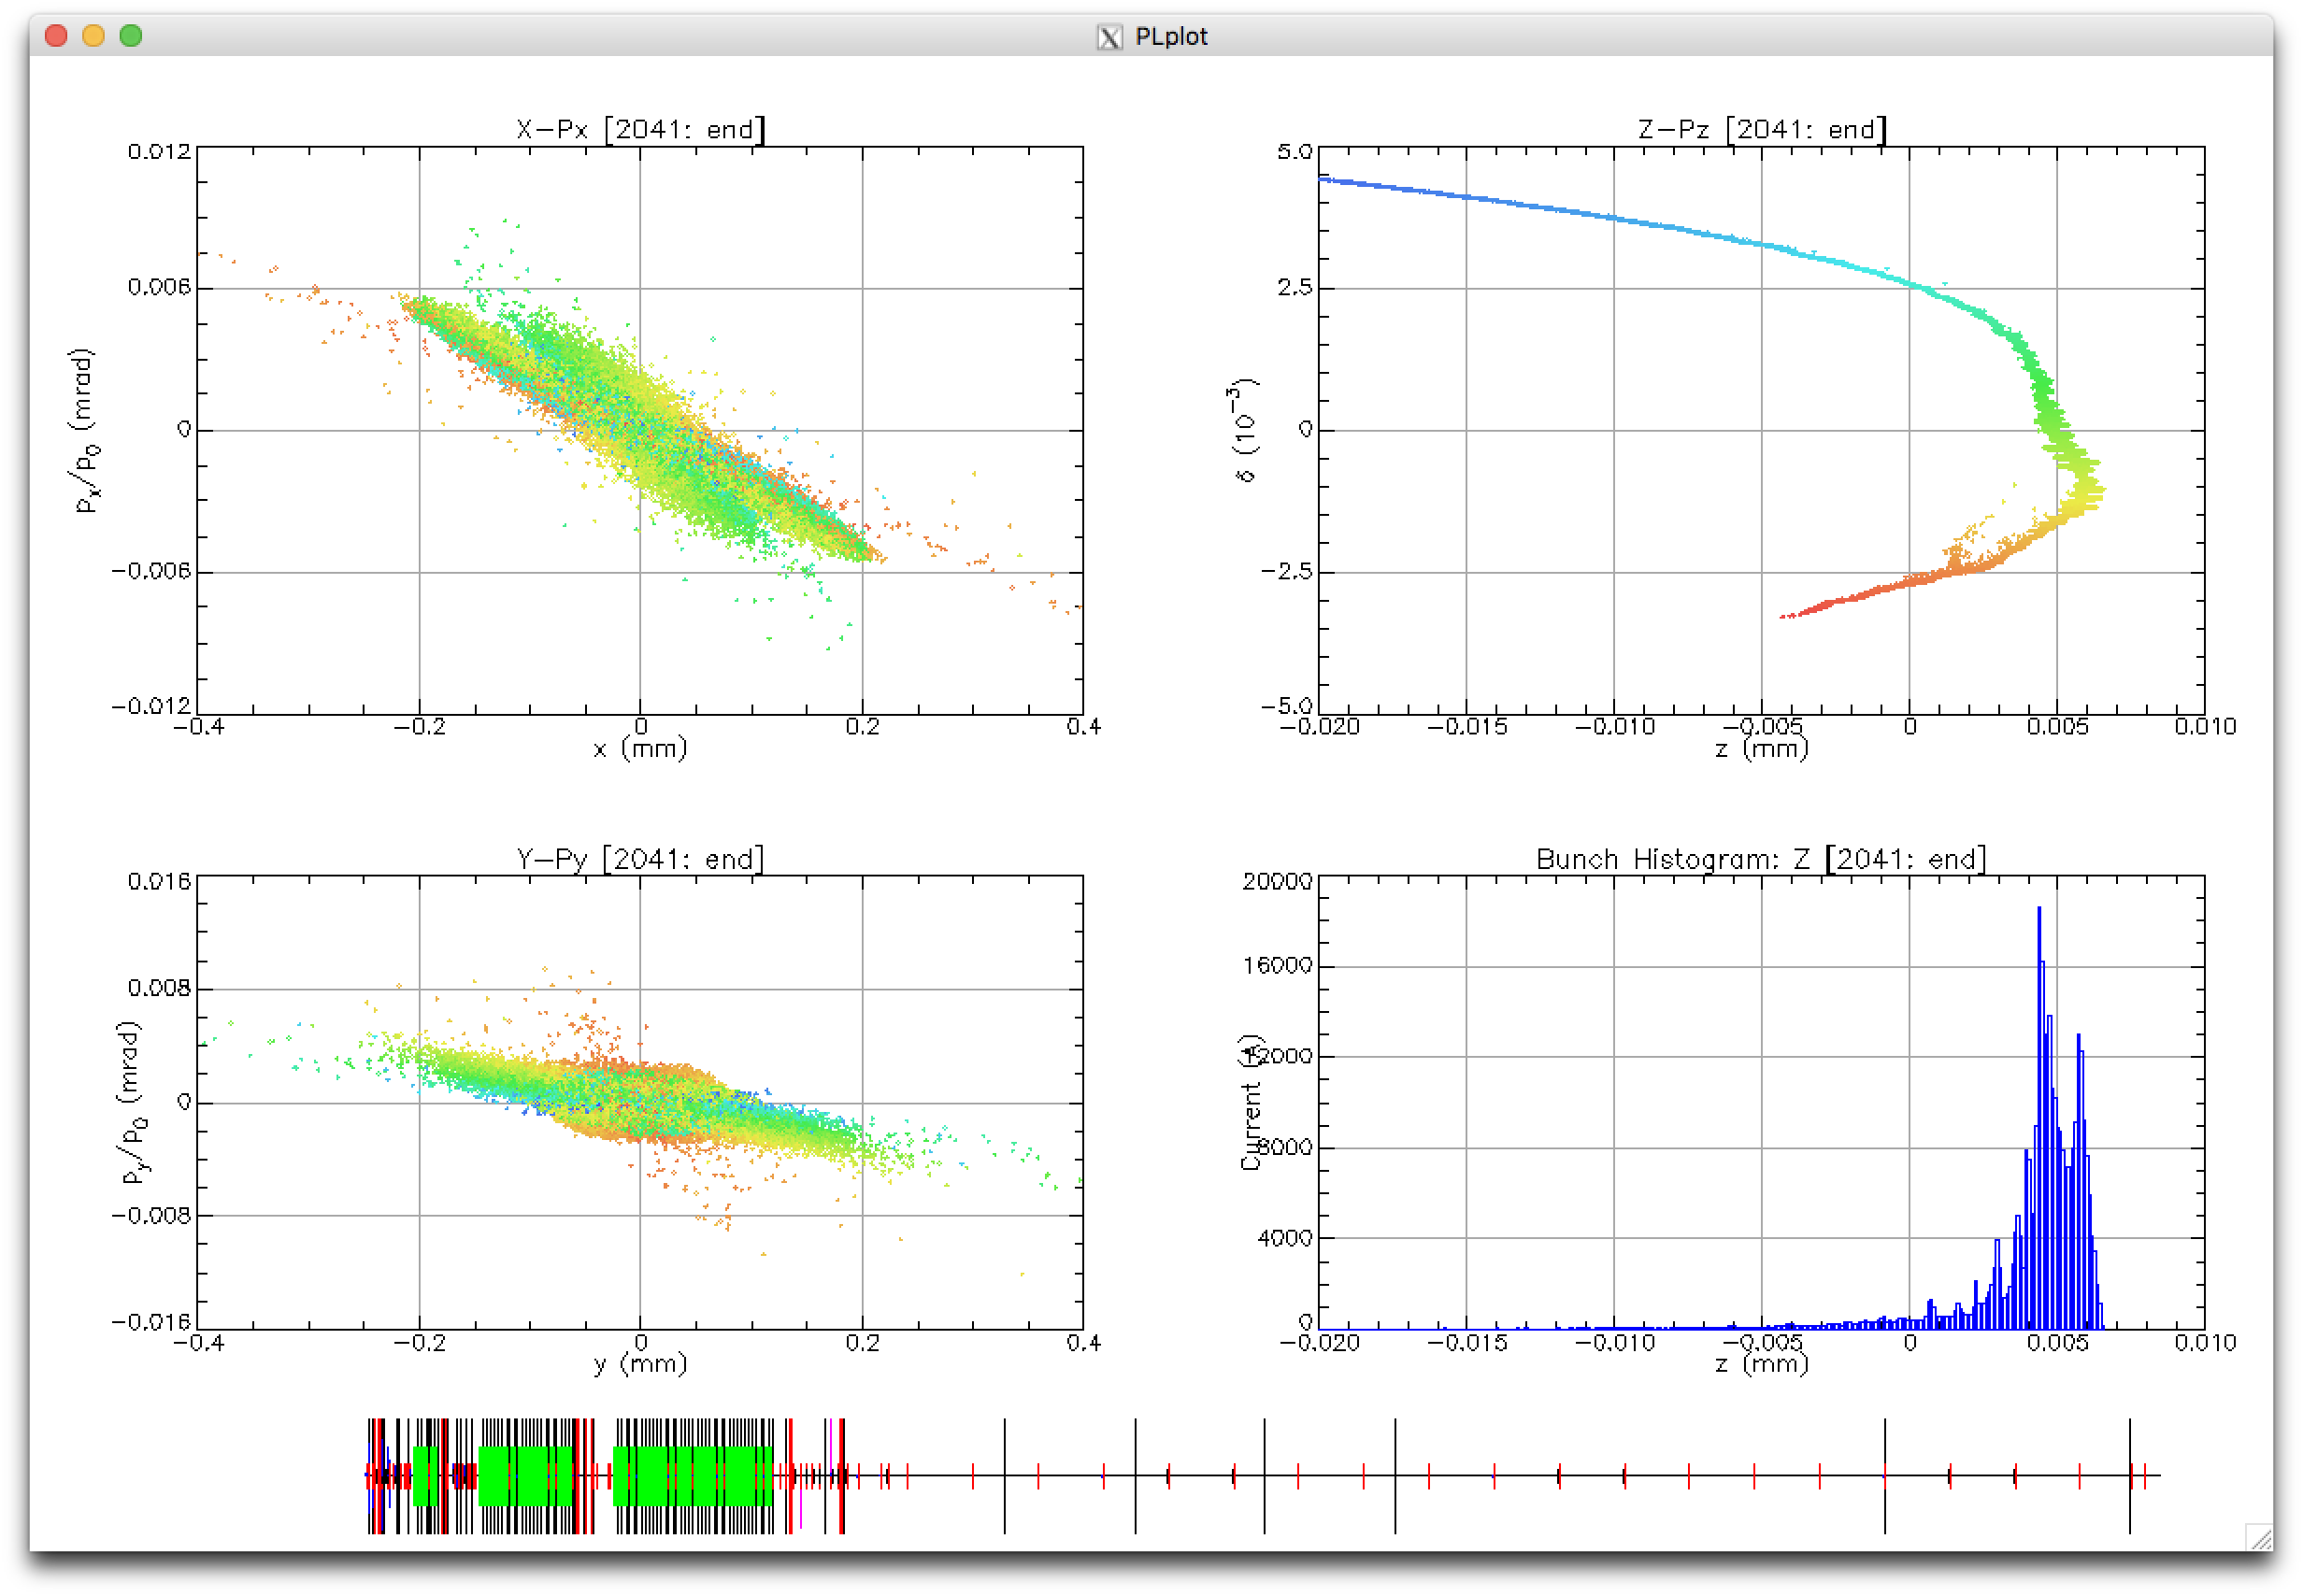 PLplot
X-Px [2041: end]
0.012
0.006
0
-0.006
-0.012
-0.4 -0.2 0 0.2 0.4
x (mm)
px/p0 (mrad)
Z-Pz [2041: end]
5.0
2.5
0
-2.5
-5.0
-0.020 -0.015 -0.010 -0.005 0 0.005 0.010
z (mm)
δ (10-3)
Y-Py [2041: end]
0.016
0.008
0
-0.008
-0.016
-0.4 -0.2 0 0.2 0.4
y (mm)
py/p0 (mrad)
Bunch Histogram: Z [2041: end]
20000
16000
12000
8000
4000
0
-0.020 -0.015 -0.010 -0.005 0 0.005 0.010
z (mm)
Current (A)